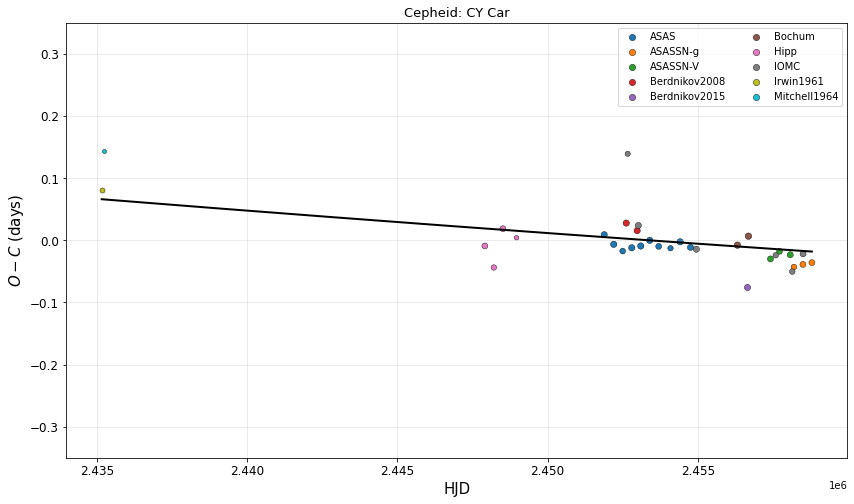 Cepheid: CY Car
ASAS
ASASSN-g
ASASSN-V
Berdnikov2008
Berdnikov2015
Bochum
Hipp
IOMC
Irwin1961
Mitchell1964
O − C (days)
0.3
0.2
0.1
0.0
−0.1
−0.2
−0.3
2.435 2.440 2.445 2.450 2.455
1e6
HJD